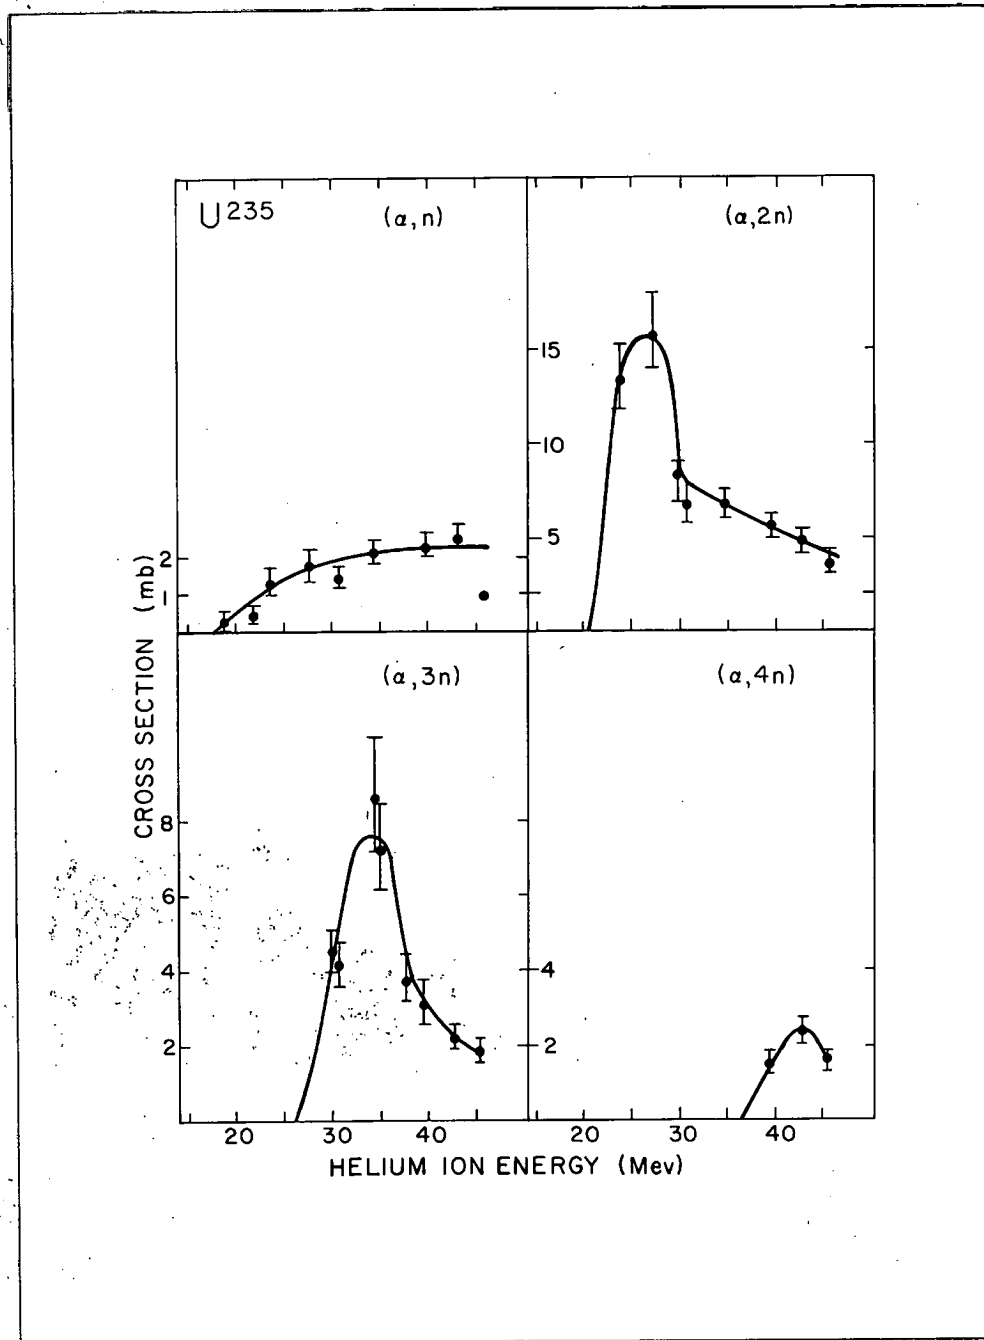 U235
(α,n)
(α,2n)
15
10
5
2
1
(α,3n)
(α,4n)
8
6
4
2
4
2
CROSS SECTION (mb)
20
30
40
20
30
40
HELIUM ION ENERGY (Mev)